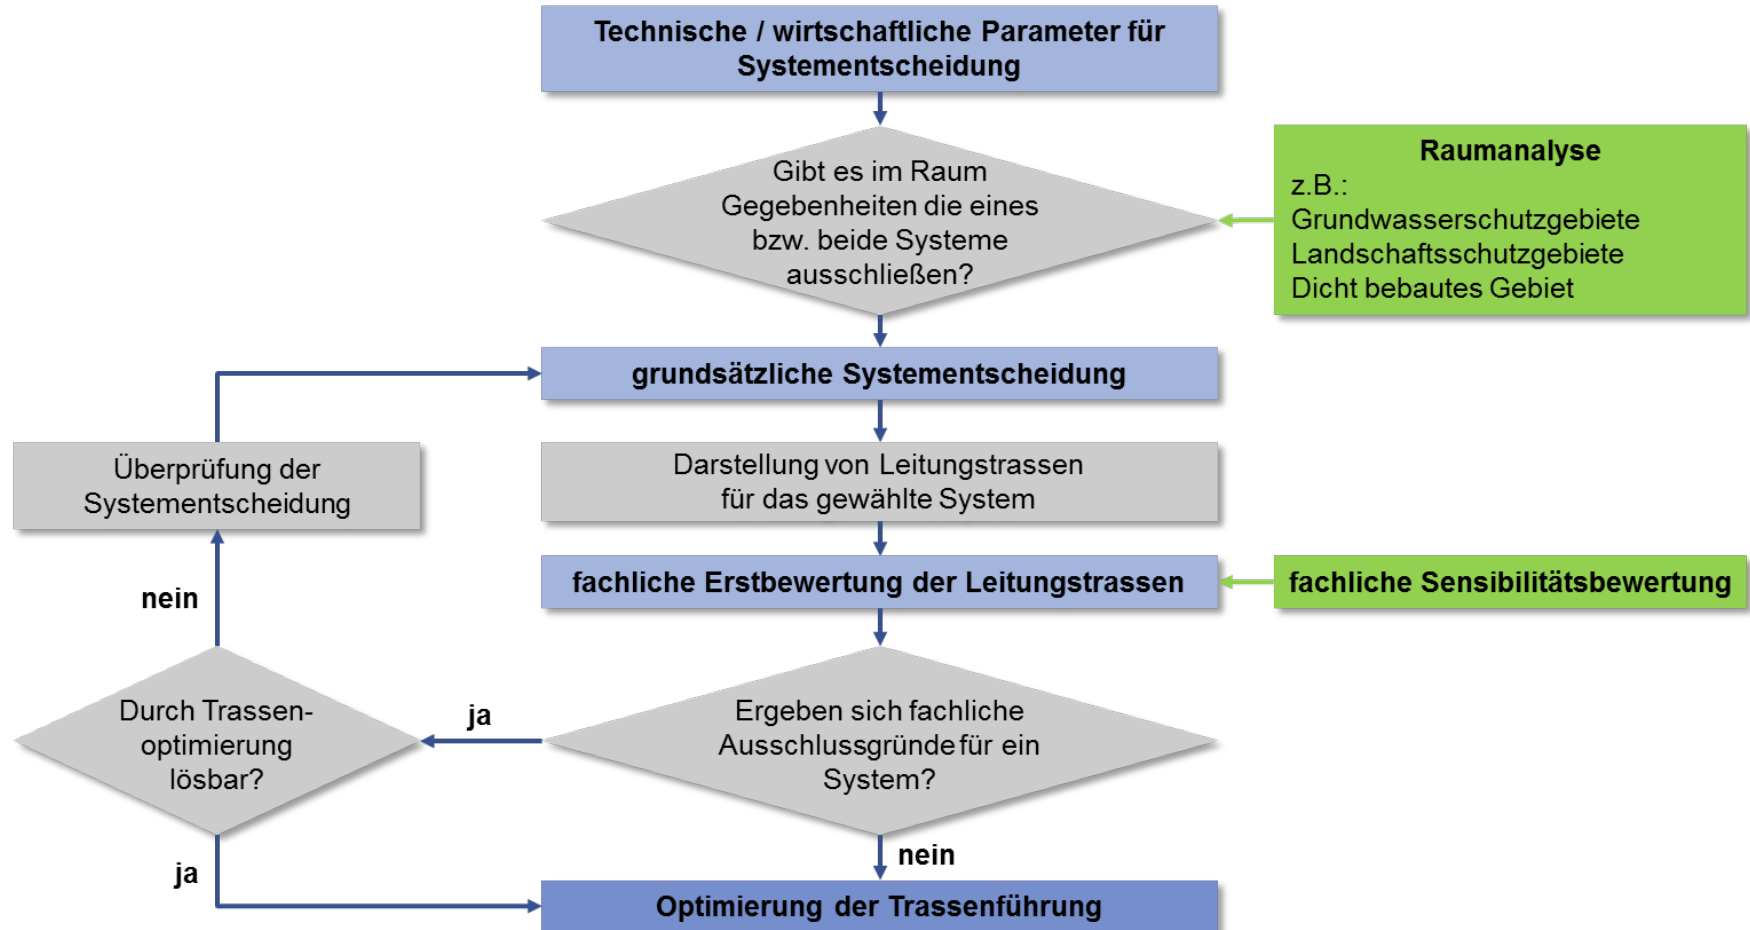 Technische / wirtschaftliche Parameter für
Systementscheidung
Gibt es im Raum
Gegebenheiten die eines
bzw. beide Systeme
ausschließen?
Raumanalyse
z.B.:
Grundwasserschutzgebiete
Landschaftsschutzgebiete
Dicht bebautes Gebiet
grundsätzliche Systementscheidung
Überprüfung der
Systementscheidung
Darstellung von Leitungstrassen
für das gewählte System
fachliche Erstbewertung der Leitungstrassen
fachliche Sensibilitätsbewertung
nein
Durch Trassen-
optimierung
lösbar?
ja
Ergeben sich fachliche
Ausschlussgründe für ein
System?
nein
ja
Optimierung der Trassenführung